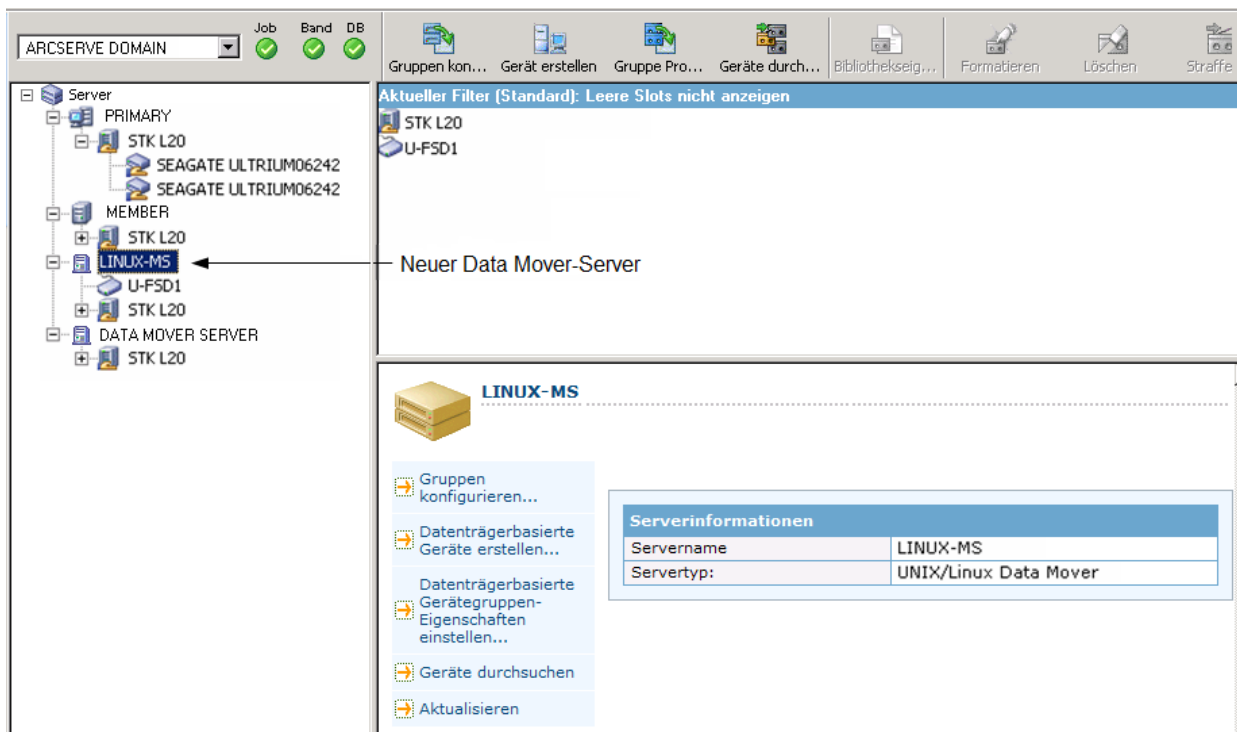 Job Band DB
ARCSERVE DOMAIN
Gruppen kon... Gerät erstellen Gruppe Pro... Geräte durch... Bibliothekseig... Formatieren Löschen Straffe
Server
PRIMARY
STK L20
SEAGATE ULTRIUM06242
SEAGATE ULTRIUM06242
MEMBER
STK L20
LINUX-MS
U-FSD1
STK L20
DATA MOVER SERVER
STK L20
Aktueller Filter (Standard): Leere Slots nicht anzeigen
STK L20
U-FSD1
Neuer Data Mover-Server
LINUX-MS
Gruppen
konfigurieren...
Datenträgerbasierte
Geräte erstellen...
Datenträgerbasierte
Gerätegruppen-
Eigenschaften
einstellen...
Geräte durchsuchen
Aktualisieren
Serverinformationen
Servername LINUX-MS
Servertyp: UNIX/Linux Data Mover